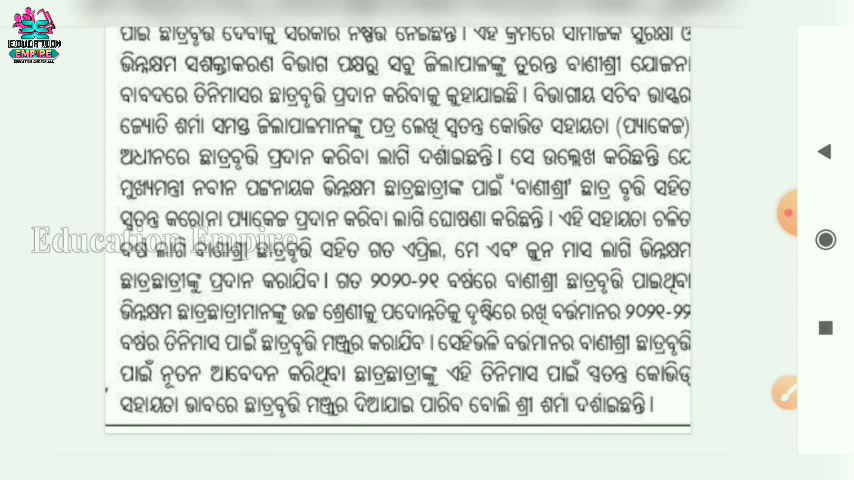 EDUCATION
EMPIRE
ପାଇଁ ଛାତ୍ରବୃତ୍ତି ଦେବାକୁ ସରକାର ନିଷ୍ପତ୍ତି ନେଇଛନ୍ତି। ଏହି କ୍ରମରେ ସାମାଜିକ ସୁରକ୍ଷା ଓ
ଭିନ୍ନକ୍ଷମ ସଶକ୍ତୀକରଣ ବିଭାଗ ପକ୍ଷରୁ ସବୁ ଜିଲାପାଳଙ୍କୁ ତୁରନ୍ତ ବାଣୀଶ୍ରୀ ଯୋଜନା
ବାବଦରେ ତିନିମାସର ଛାତ୍ରବୃତ୍ତି ପ୍ରଦାନ କରିବାକୁ କୁହାଯାଇଛି। ବିଭାଗୀୟ ସଚିବ ଭାସ୍କର
ଜ୍ୟୋତି ଶର୍ମା ସମସ୍ତ ଜିଲାପାଳମାନଙ୍କୁ ପତ୍ର ଲେଖି ସ୍ୱତନ୍ତ୍ର କୋଭିଡ ସହାୟତା (ପ୍ୟାକେଜ)
ଅଧୀନରେ ଛାତ୍ରବୃତ୍ତି ପ୍ରଦାନ କରିବା ଲାଗି ଦର୍ଶାଇଛନ୍ତି। ସେ ଉଲ୍ଲେଖ କରିଛନ୍ତି ଯେ
ମୁଖ୍ୟମନ୍ତ୍ରୀ ନବୀନ ପଟ୍ଟନାୟକ ଭିନ୍ନକ୍ଷମ ଛାତ୍ରଛାତ୍ରୀଙ୍କ ପାଇଁ ‘ବାଣୀଶ୍ରୀ’ ଛାତ୍ର ବୃତ୍ତି ସହିତ
ସ୍ୱତନ୍ତ୍ର କରୋନା ପ୍ୟାକେଜ ପ୍ରଦାନ କରିବା ଲାଗି ଘୋଷଣା କରିଛନ୍ତି। ଏହି ସହାୟତା ଚଳିତ
ବର୍ଷ ଲାଗି ବାଣୀଶ୍ରୀ ଛାତ୍ରବୃତ୍ତି ସହିତ ଗତ ଏପ୍ରିଲ, ମେ ଏବଂ ଜୁନ ମାସ ଲାଗି ଭିନ୍ନକ୍ଷମ
ଛାତ୍ରଛାତ୍ରୀଙ୍କୁ ପ୍ରଦାନ କରାଯିବ। ଗତ ୨୦୨୦-୨୧ ବର୍ଷରେ ବାଣୀଶ୍ରୀ ଛାତ୍ରବୃତ୍ତି ପାଇଥିବା
ଭିନ୍ନକ୍ଷମ ଛାତ୍ରଛାତ୍ରୀମାନଙ୍କୁ ଉଚ୍ଚ ଶ୍ରେଣୀକୁ ପଦୋନ୍ନତିକୁ ଦୃଷ୍ଟିରେ ରଖି ବର୍ତ୍ତମାନର ୨୦୨୧-୨୨
ବର୍ଷର ତିନିମାସ ପାଇଁ ଛାତ୍ରବୃତ୍ତି ମଞ୍ଜୁର କରାଯିବ। ସେହିଭଳି ବର୍ତ୍ତମାନର ବାଣୀଶ୍ରୀ ଛାତ୍ରବୃତ୍ତି
ପାଇଁ ନୂତନ ଆବେଦନ କରିଥିବା ଛାତ୍ରଛାତ୍ରୀଙ୍କୁ ଏହି ତିନିମାସ ପାଇଁ ସ୍ୱତନ୍ତ୍ର କୋଭିଡ୍
ସହାୟତା ଭାବରେ ଛାତ୍ରବୃତ୍ତି ମଞ୍ଜୁର ଦିଆଯାଇ ପାରିବ ବୋଲି ଶ୍ରୀ ଶର୍ମା ଦର୍ଶାଇଛନ୍ତି।
Education Empire